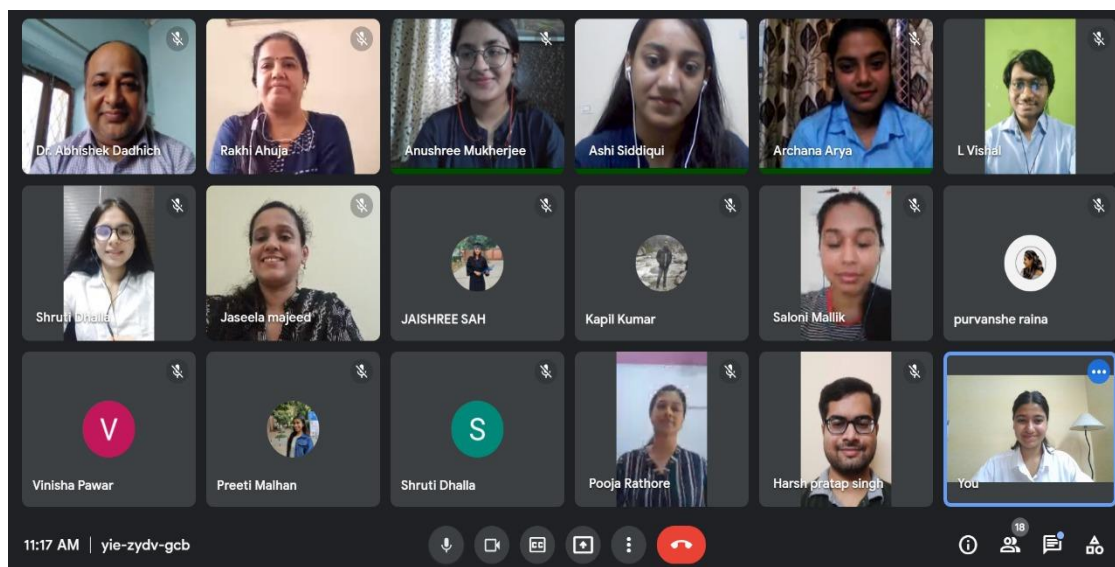 Dr. Abhishek Dadhich
Rakhi Ahuja
Anushree Mukherjee
Ashi Siddiqui
Archana Arya
L Vishal
Shruti Dhalla
Jaseela majeed
JAISHREE SAH
Kapil Kumar
Saloni Mallik
purvanshe raina
V
Vinisha Pawar
Preeti Malhan
S
Shruti Dhalla
Pooja Rathore
Harsh pratap singh
You
11:17 AM | yie-zydv-gcb
CC
18